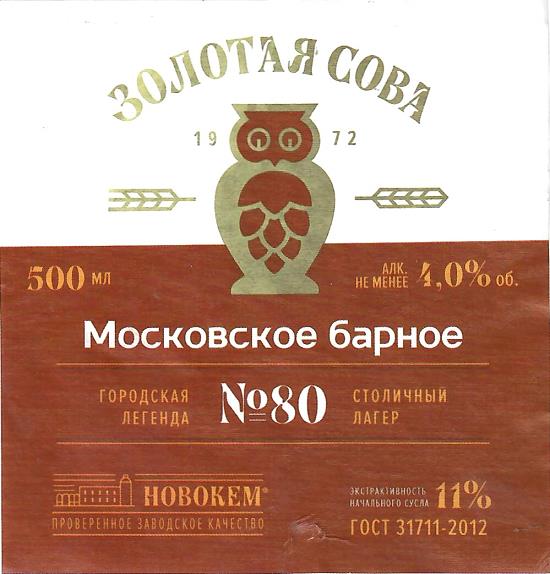 ЗОЛОТАЯ СОВА
19 72
500 МЛ
АЛК. НЕ МЕНЕЕ 4,0% об.
Московское барное
ГОРОДСКАЯ ЛЕГЕНДА
№80
СТОЛИЧНЫЙ ЛАГЕР
НОВОКЕМ®
ПРОВЕРЕННОЕ ЗАВОДСКОЕ КАЧЕСТВО
ЭКСТРАКТИВНОСТЬ НАЧАЛЬНОГО СУСЛА 11%
ГОСТ 31711-2012